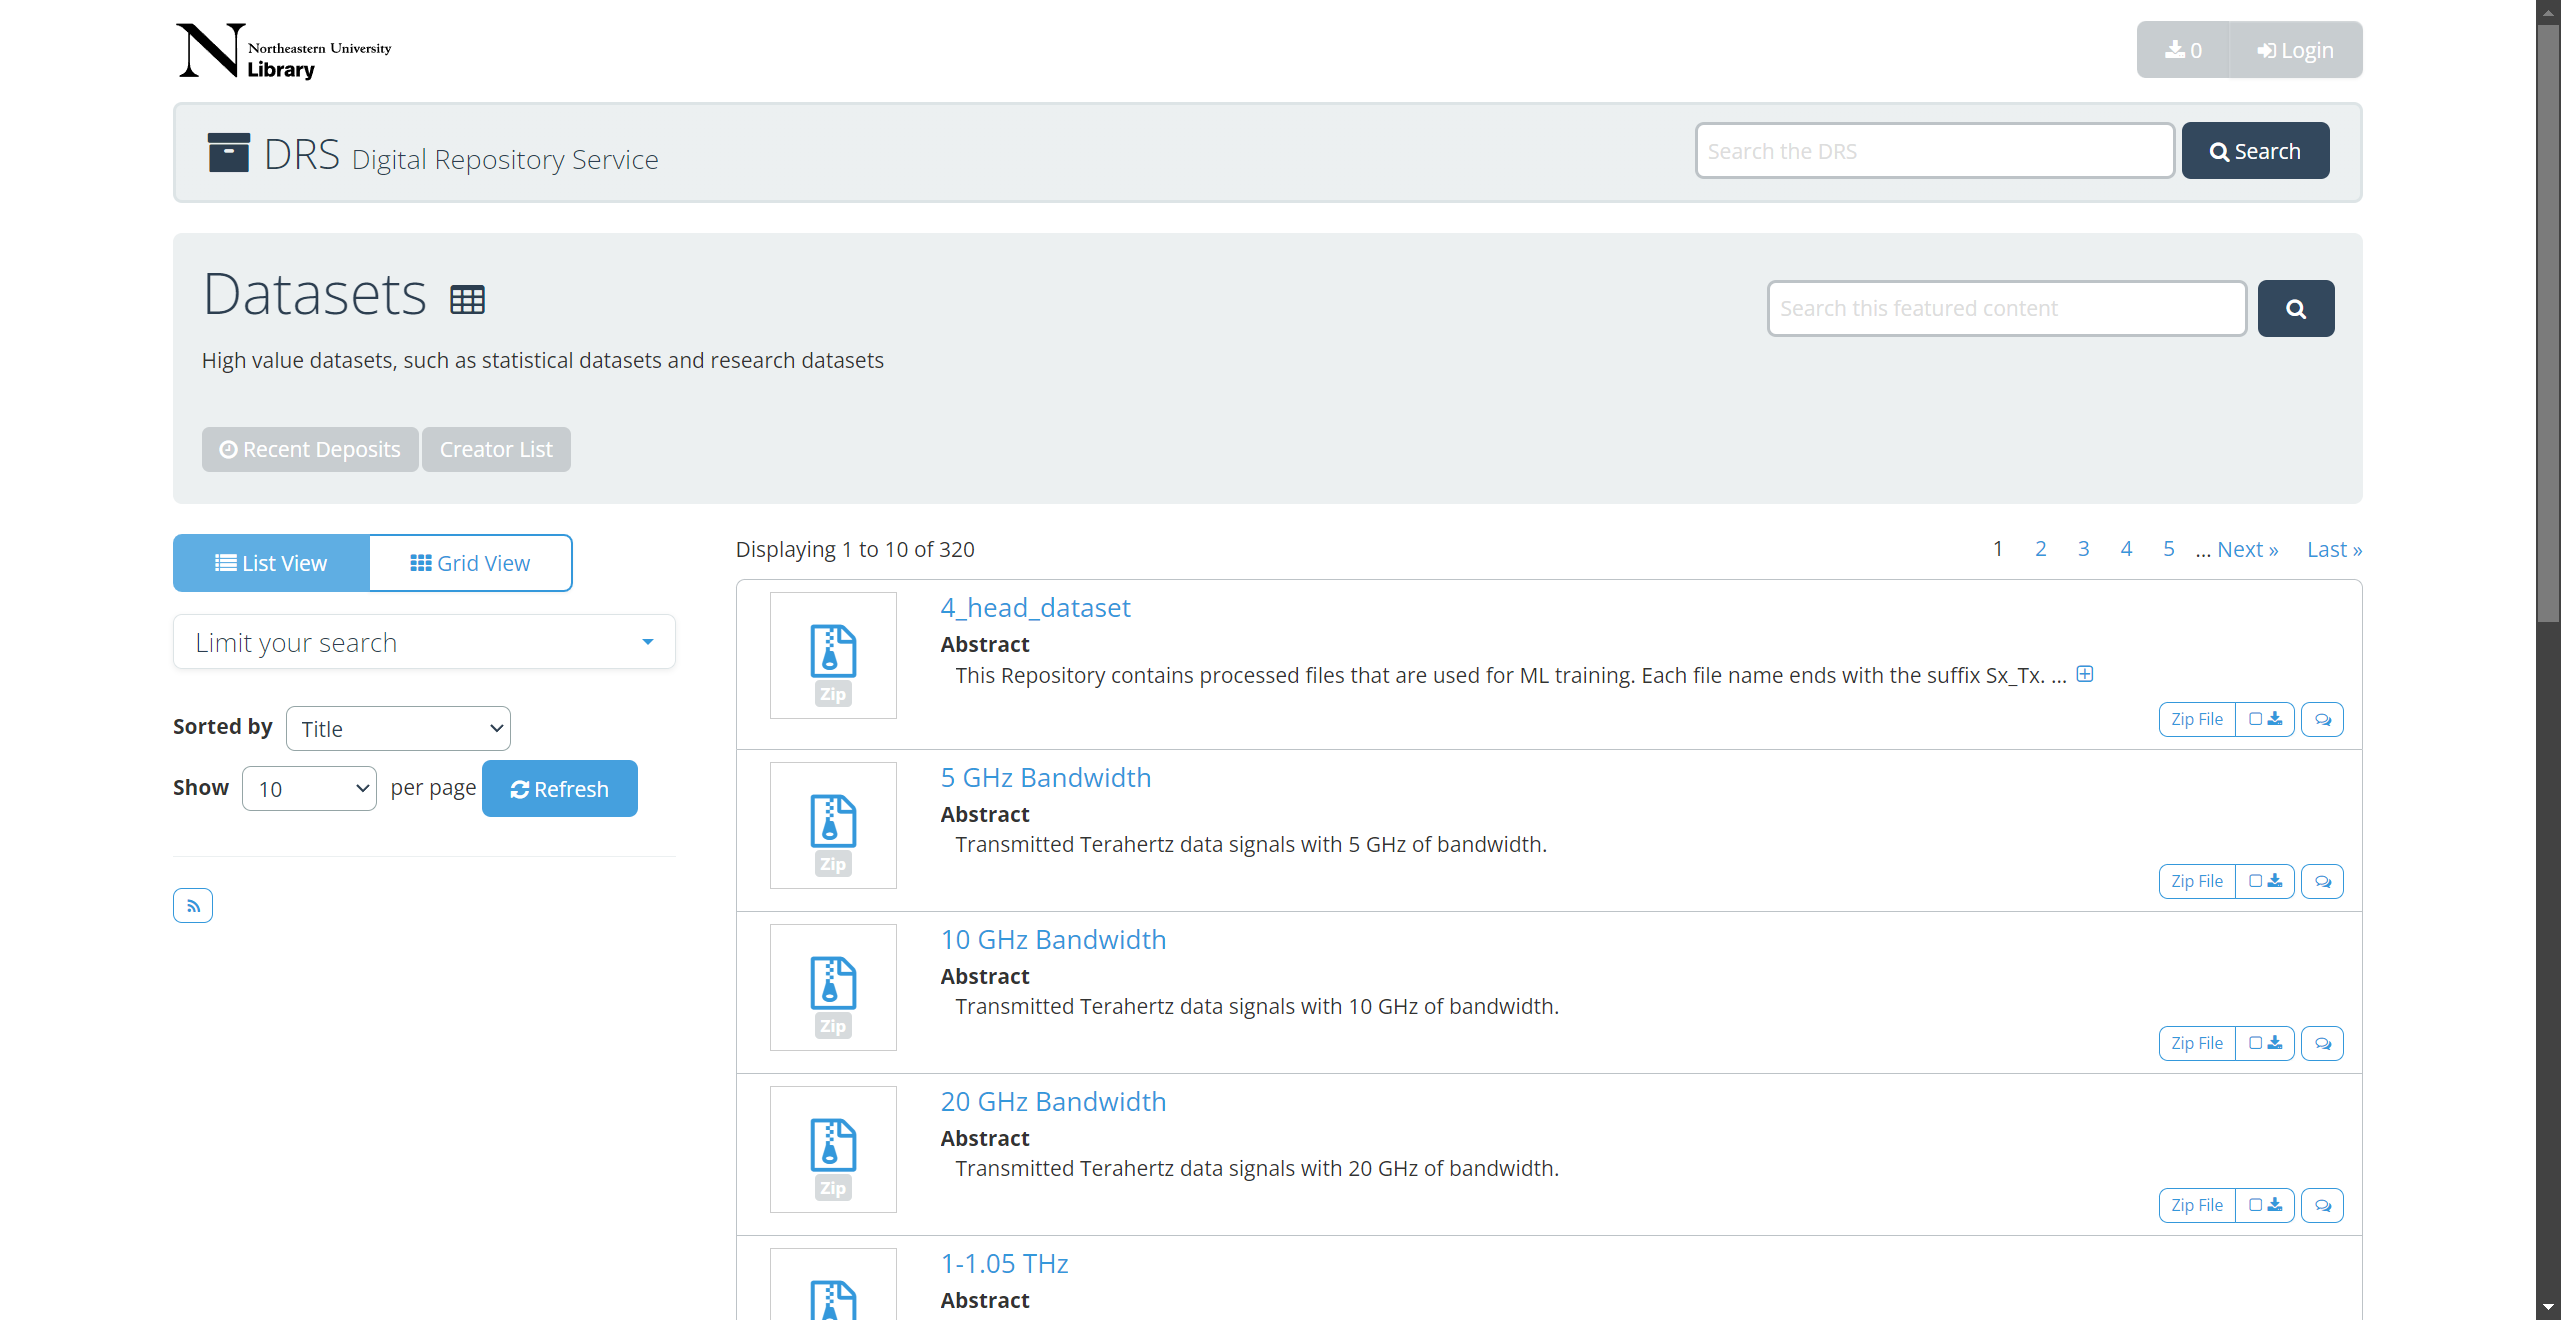 N Northeastern University
Library
0 Login
DRS Digital Repository Service
Search the DRS
Search
Datasets
Search this featured content
High value datasets, such as statistical datasets and research datasets
Recent Deposits
Creator List
List View
Grid View
Limit your search
Sorted by Title
Show 10 per page Refresh
Displaying 1 to 10 of 320
1 2 3 4 5 ... Next » Last »
4_head_dataset
Abstract
This Repository contains processed files that are used for ML training. Each file name ends with the suffix Sx_Tx. ...
Zip
Zip File
5 GHz Bandwidth
Abstract
Transmitted Terahertz data signals with 5 GHz of bandwidth.
Zip
Zip File
10 GHz Bandwidth
Abstract
Transmitted Terahertz data signals with 10 GHz of bandwidth.
Zip
Zip File
20 GHz Bandwidth
Abstract
Transmitted Terahertz data signals with 20 GHz of bandwidth.
Zip
Zip File
1-1.05 THz
Abstract